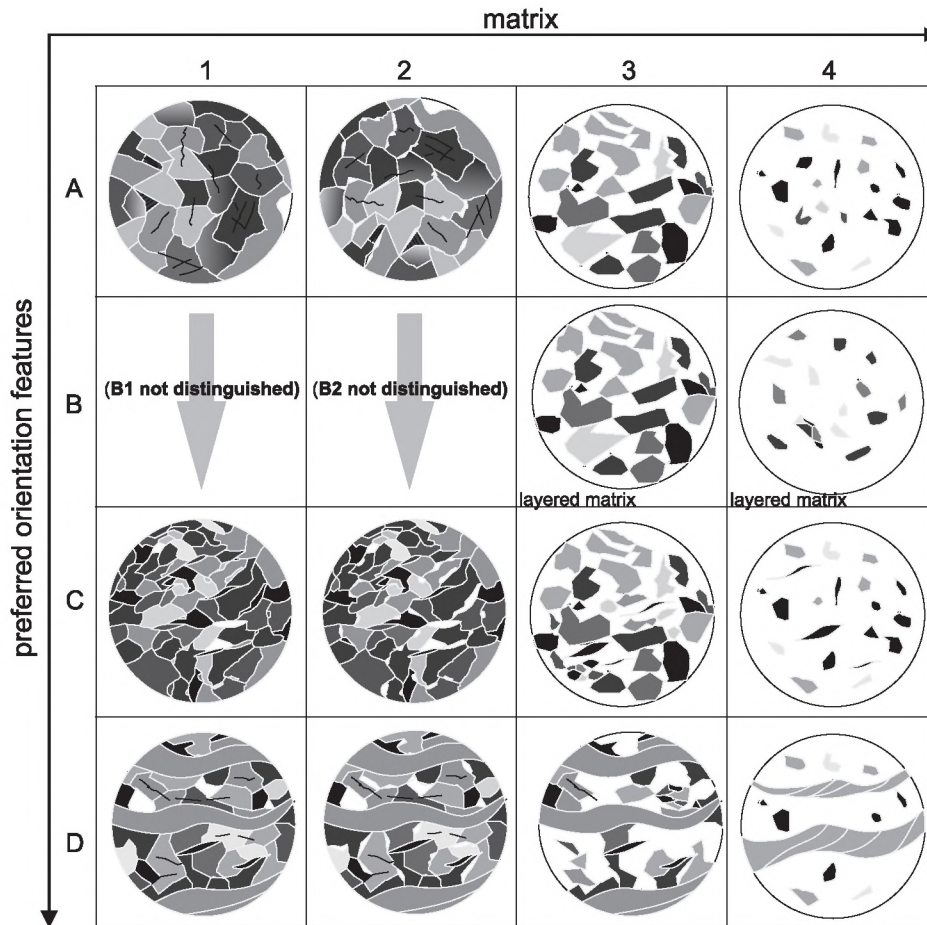 matrix
1 2 3 4
A
preferred orientation features
B
(B1 not distinguished) (B2 not distinguished)
layered matrix layered matrix
C
D